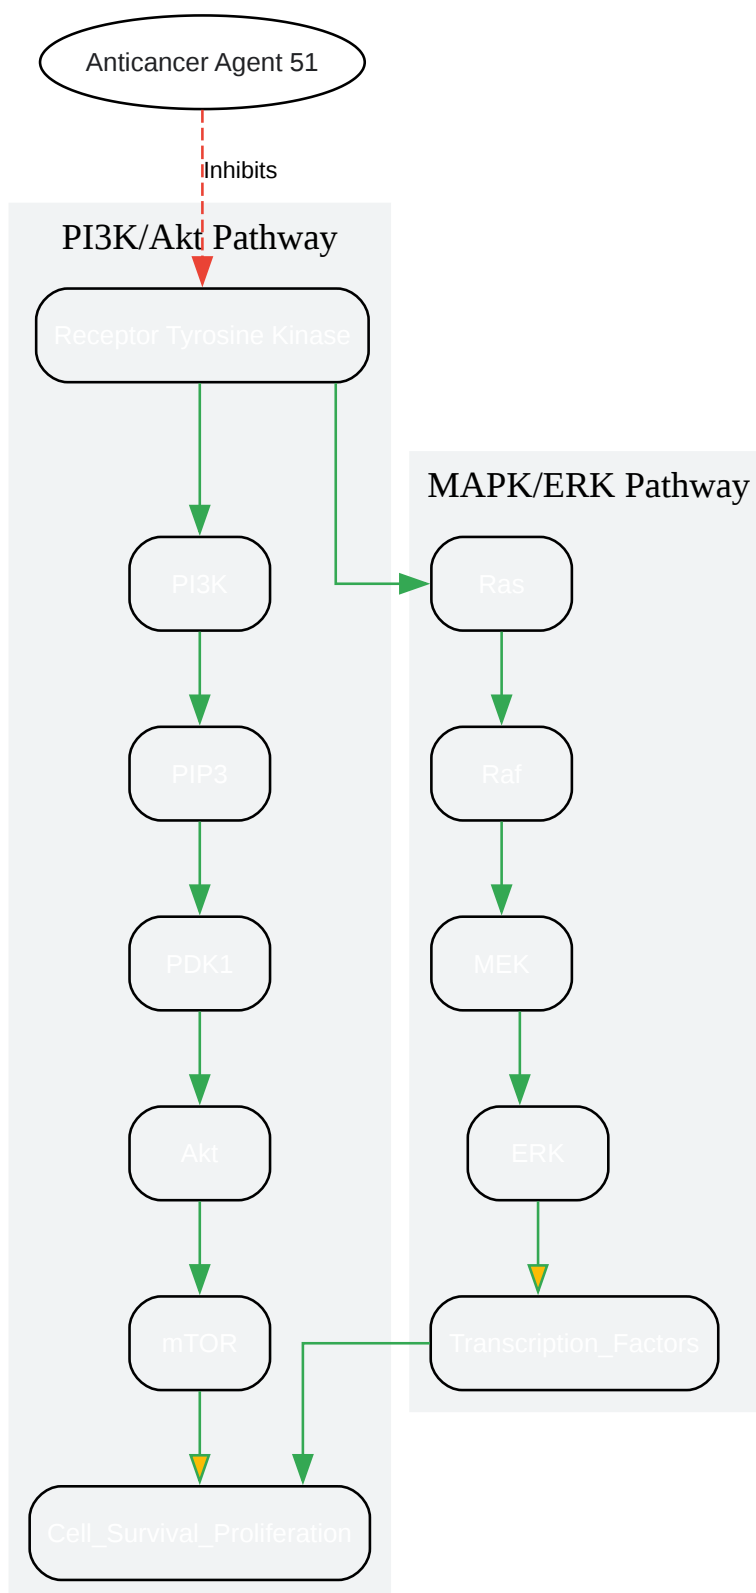 Anticancer Agent 51
Inhibits
PI3K/Akt Pathway
Receptor Tyrosine Kinase
MAPK/ERK Pathway
PI3K
Ras
PIP3
Raf
PDK1
MEK
Akt
ERK
mTOR
Transcription_Factors
Cell_Survival_Proliferation